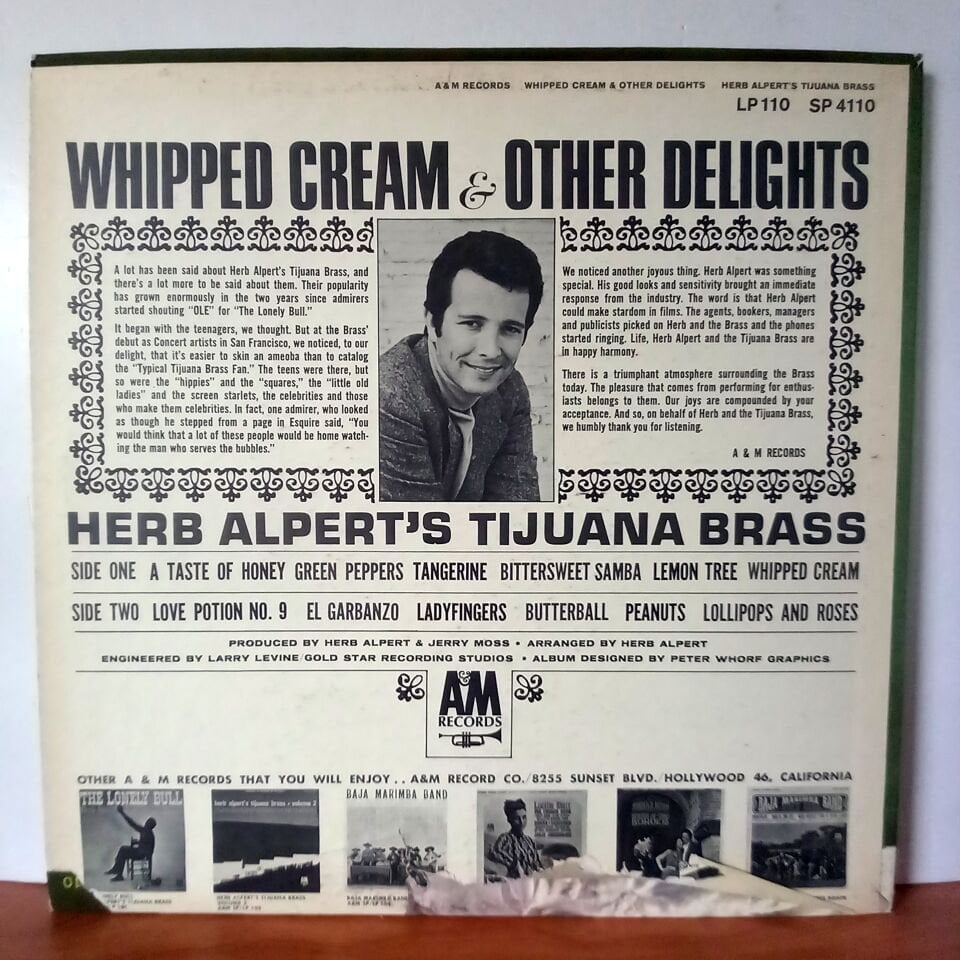 A&M RECORDS WHIPPED CREAM & OTHER DELIGHTS HERB ALPERT'S TIJUANA BRASS
LP 110 SP 4110
WHIPPED CREAM & OTHER DELIGHTS
A lot has been said about Herb Alpert's Tijuana Brass, and
there's a lot more to be said about them. Their popularity
has grown enormously in the two years since admirers
started shouting "OLE" for "The Lonely Bull."
It began with the teenagers, we thought. But at the Brass'
debut as Concert artists in San Francisco, we noticed, to our
delight, that it's easier to skin an ameoba than to catalog
the "Typical Tijuana Brass Fan." The teens were there, but
so were the "hippies" and the "squares," the "little old
ladies" and the screen starlets, the celebrities and those
who make them celebrities. In fact, one admirer, who looked
as though he stepped from a page in Esquire said, "You
would think that a lot of these people would be home watch-
ing the man who serves the bubbles."
We noticed another joyous thing. Herb Alpert was something
special. His good looks and sensitivity brought an immediate
response from the industry. The word is that Herb Alpert
could make stardom in films. The agents, bookers, managers
and publicists picked on Herb and the Brass and the phones
started ringing. Life, Herb Alpert and the Tijuana Brass are
in happy harmony.
There is a triumphant atmosphere surrounding the Brass
today. The pleasure that comes from performing for enthus-
iasts belongs to them. Our joys are compounded by your
acceptance. And so, on behalf of Herb and the Tijuana Brass,
we humbly thank you for listening.
A & M RECORDS
HERB ALPERT'S TIJUANA BRASS
SIDE ONE A TASTE OF HONEY GREEN PEPPERS TANGERINE BITTERSWEET SAMBA LEMON TREE WHIPPED CREAM
SIDE TWO LOVE POTION NO. 9 EL GARBANZO LADYFINGERS BUTTERBALL PEANUTS LOLLIPOPS AND ROSES
PRODUCED BY HERB ALPERT & JERRY MOSS • ARRANGED BY HERB ALPERT
ENGINEERED BY LARRY LEVINE/GOLD STAR RECORDING STUDIOS • ALBUM DESIGNED BY PETER WHORF GRAPHICS
A&M
RECORDS
OTHER A & M RECORDS THAT YOU WILL ENJOY . . A&M RECORD CO./8255 SUNSET BLVD./HOLLYWOOD 46, CALIFORNIA
THE LONELY BULL
herb alpert's tijuana brass • volume 2
BAJA MARIMBA BAND
BAJA MARIMBA BAND
HERB ALPERT'S TIJUANA BRASS
VOLUME 2
BAJA MARIMBA BAND